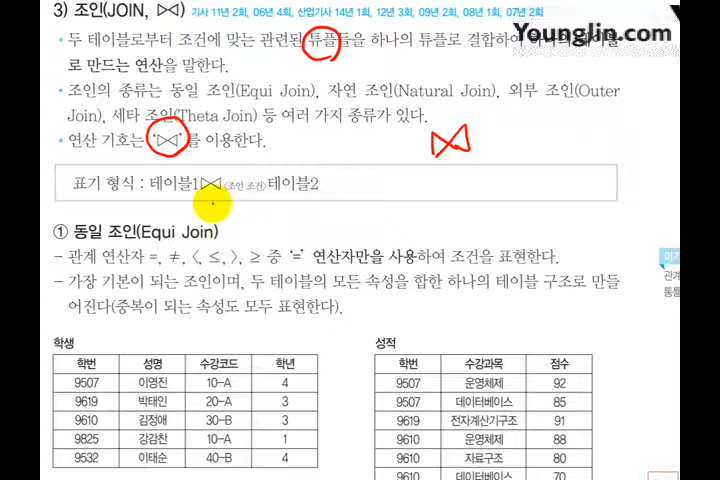 3) 조인(JOIN, ⋈) 기사 11년 2회, 06년 4회, 산업기사 14년 1회, 12년 3회, 09년 2회, 08년 1회, 07년 2회
Younglin.com
• 두 테이블로부터 조건에 맞는 관련된 튜플들을 하나의 튜플로 결합하여 하나의 테이블
로 만드는 연산을 말한다.
• 조인의 종류는 동일 조인(Equi Join), 자연 조인(Natural Join), 외부 조인(Outer
Join), 세타 조인(Theta Join) 등 여러 가지 종류가 있다.
• 연산 기호는 '⋈'를 이용한다.
⋈
표기 형식 : 테이블1⋈(조인 조건)테이블2
① 동일 조인(Equi Join)
– 관계 연산자 =, ≠, 〈, ≤, 〉, ≥ 중 '=' 연산자만을 사용하여 조건을 표현한다.
– 가장 기본이 되는 조인이며, 두 테이블의 모든 속성을 합한 하나의 테이블 구조로 만들
어진다(중복이 되는 속성도 모두 표현한다).
관계
학생
학번 성명 수강코드 학년
9507 이영진 10-A 4
9619 박태인 20-A 3
9610 김정애 30-B 3
9825 강감찬 10-A 1
9532 이태순 40-B 4
성적
학번 수강과목 점수
9507 운영체제 92
9507 데이터베이스 85
9619 전자계산기구조 91
9610 운영체제 88
9610 자료구조 80
9610 데이터베이스 70